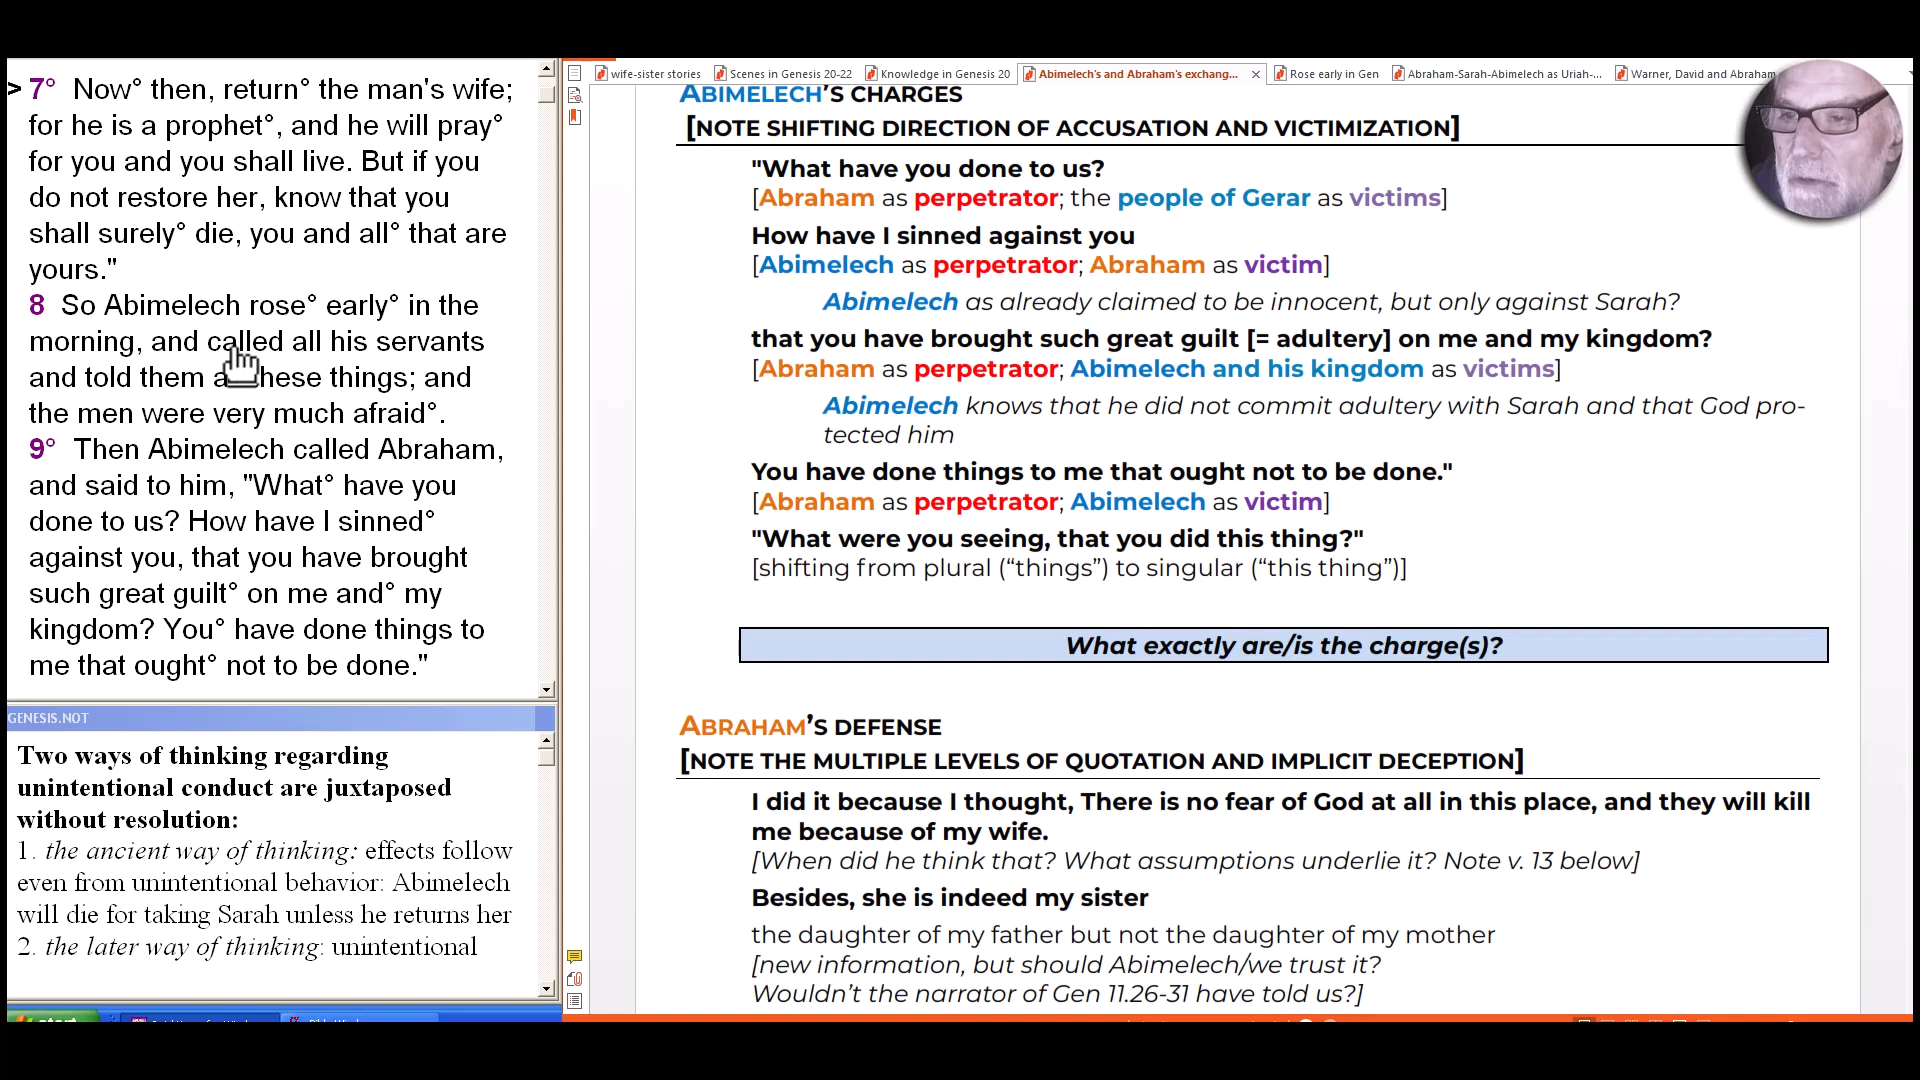 > 7° Now° then, return° the man's wife;
for he is a prophet°, and he will pray°
for you and you shall live. But if you
do not restore her, know that you
shall surely° die, you and all° that are
yours."
8 So Abimelech rose° early° in the
morning, and called all his servants
and told them these things; and
the men were very much afraid°.
9° Then Abimelech called Abraham,
and said to him, "What° have you
done to us? How have I sinned°
against you, that you have brought
such great guilt° on me and° my
kingdom? You° have done things to
me that ought° not to be done."
GENESIS.NOT
Two ways of thinking regarding
unintentional conduct are juxtaposed
without resolution:
1. the ancient way of thinking: effects follow
even from unintentional behavior: Abimelech
will die for taking Sarah unless he returns her
2. the later way of thinking: unintentional
start
wife-sister stories
Scenes in Genesis 20-22
Knowledge in Genesis 20
Abimelech's and Abraham's exchang...
Rose early in Gen
Abraham-Sarah-Abimelech as Uriah-...
Warner, David and Abraham
ABIMELECH'S CHARGES
[NOTE SHIFTING DIRECTION OF ACCUSATION AND VICTIMIZATION]
"What have you done to us?
[Abraham as perpetrator; the people of Gerar as victims]
How have I sinned against you
[Abimelech as perpetrator; Abraham as victim]
Abimelech as already claimed to be innocent, but only against Sarah?
that you have brought such great guilt [= adultery] on me and my kingdom?
[Abraham as perpetrator; Abimelech and his kingdom as victims]
Abimelech knows that he did not commit adultery with Sarah and that God pro-
tected him
You have done things to me that ought not to be done."
[Abraham as perpetrator; Abimelech as victim]
"What were you seeing, that you did this thing?"
[shifting from plural (“things”) to singular (“this thing”)]
What exactly are/is the charge(s)?
ABRAHAM’S DEFENSE
[NOTE THE MULTIPLE LEVELS OF QUOTATION AND IMPLICIT DECEPTION]
I did it because I thought, There is no fear of God at all in this place, and they will kill
me because of my wife.
[When did he think that? What assumptions underlie it? Note v. 13 below]
Besides, she is indeed my sister
the daughter of my father but not the daughter of my mother
[new information, but should Abimelech/we trust it?
Wouldn’t the narrator of Gen 11.26-31 have told us?]